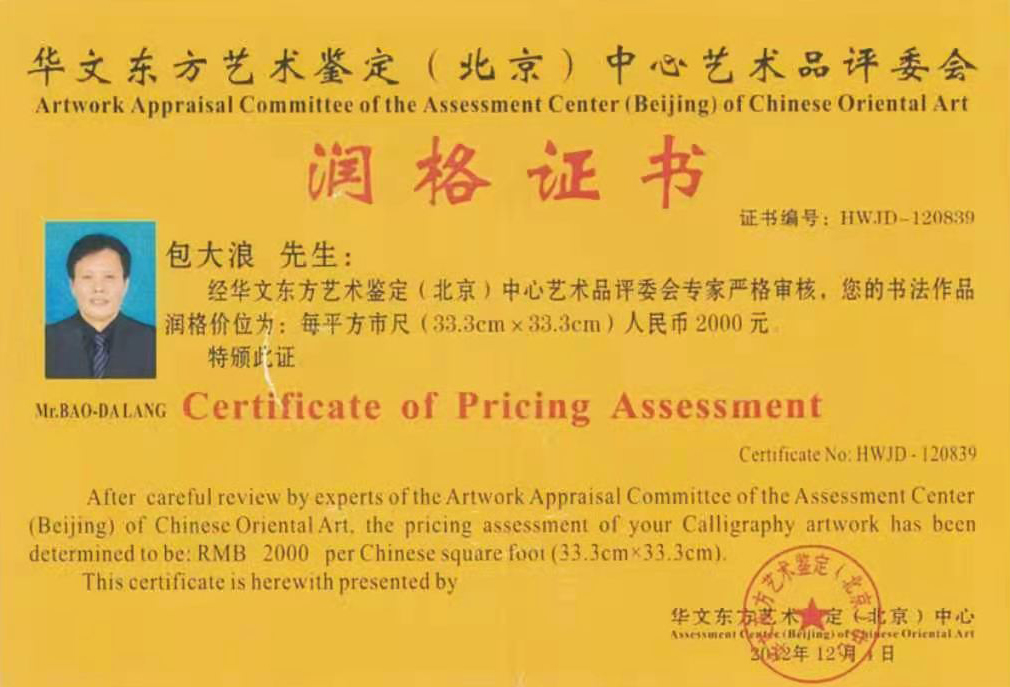 华文东方艺术鉴定（北京）中心艺术品评委会
Artwork Appraisal Committee of the Assessment Center (Beijing) of Chinese Oriental Art
润格证书
证书编号：HWJD-120839
包大浪 先生：
经华文东方艺术鉴定（北京）中心艺术品评委会专家严格审核，您的书法作品
润格价位为：每平方市尺（33.3cm×33.3cm）人民币2000元
特颁此证
Mr.BAO-DALANG
Certificate of Pricing Assessment
Certificate No: HWJD - 120839
After careful review by experts of the Artwork Appraisal Committee of the Assessment Center
(Beijing) of Chinese Oriental Art, the pricing assessment of your Calligraphy artwork has been
determined to be: RMB 2000 per Chinese square foot (33.3cm×33.3cm).
This certificate is herewith presented by
华文东方艺术鉴定（北京）中心
Assessment Center (Beijing) of Chinese Oriental Art
2012年12月4日